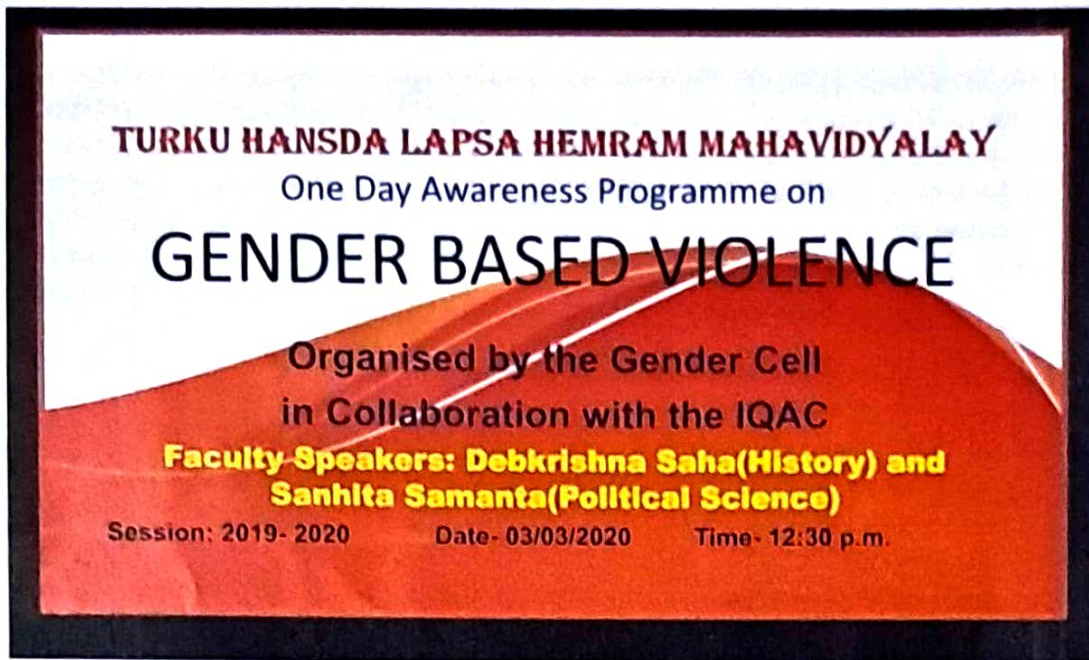 TURKU HANSDA LAPSA HEMRAM MAHAVIDYALAY
One Day Awareness Programme on
GENDER BASED VIOLENCE
Organised by the Gender Cell
in Collaboration with the IQAC
Faculty Speakers: Debkrishna Saha(History) and
Sanhita Samanta(Political Science)
Session: 2019- 2020 Date- 03/03/2020 Time- 12:30 p.m.